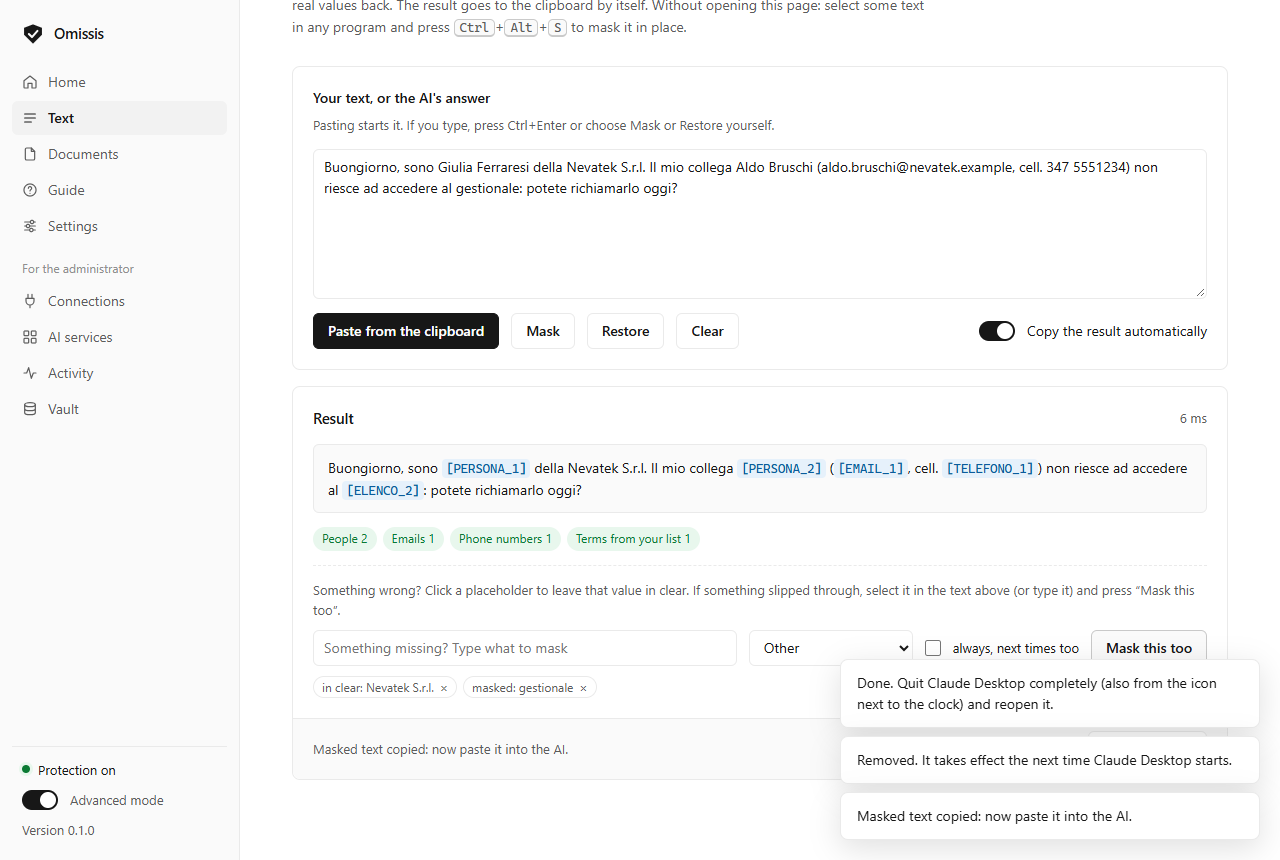 Omissis
Home
Text
Documents
Guide
Settings
For the administrator
Connections
AI services
Activity
Vault
Protection on
Advanced mode
Version 0.1.0
real values back. The result goes to the clipboard by itself. Without opening this page: select some text
in any program and press Ctrl + Alt + S to mask it in place.
Your text, or the AI's answer
Pasting starts it. If you type, press Ctrl+Enter or choose Mask or Restore yourself.
Buongiorno, sono Giulia Ferraresi della Nevatek S.r.l. Il mio collega Aldo Bruschi (aldo.bruschi@nevatek.example, cell. 347 5551234) non
riesce ad accedere al gestionale: potete richiamarlo oggi?
Paste from the clipboard Mask Restore Clear Copy the result automatically
Result 6 ms
Buongiorno, sono [PERSONA_1] della Nevatek S.r.l. Il mio collega [PERSONA_2] ( [EMAIL_1] , cell. [TELEFONO_1] ) non riesce ad accedere
al [ELENCO_2] : potete richiamarlo oggi?
People 2 Emails 1 Phone numbers 1 Terms from your list 1
Something wrong? Click a placeholder to leave that value in clear. If something slipped through, select it in the text above (or type it) and press “Mask this
too”.
Something missing? Type what to mask Other always, next times too Mask this too
in clear: Nevatek S.r.l. × masked: gestionale ×
Masked text copied: now paste it into the AI.
Done. Quit Claude Desktop completely (also from the icon
next to the clock) and reopen it.
Removed. It takes effect the next time Claude Desktop starts.
Masked text copied: now paste it into the AI.